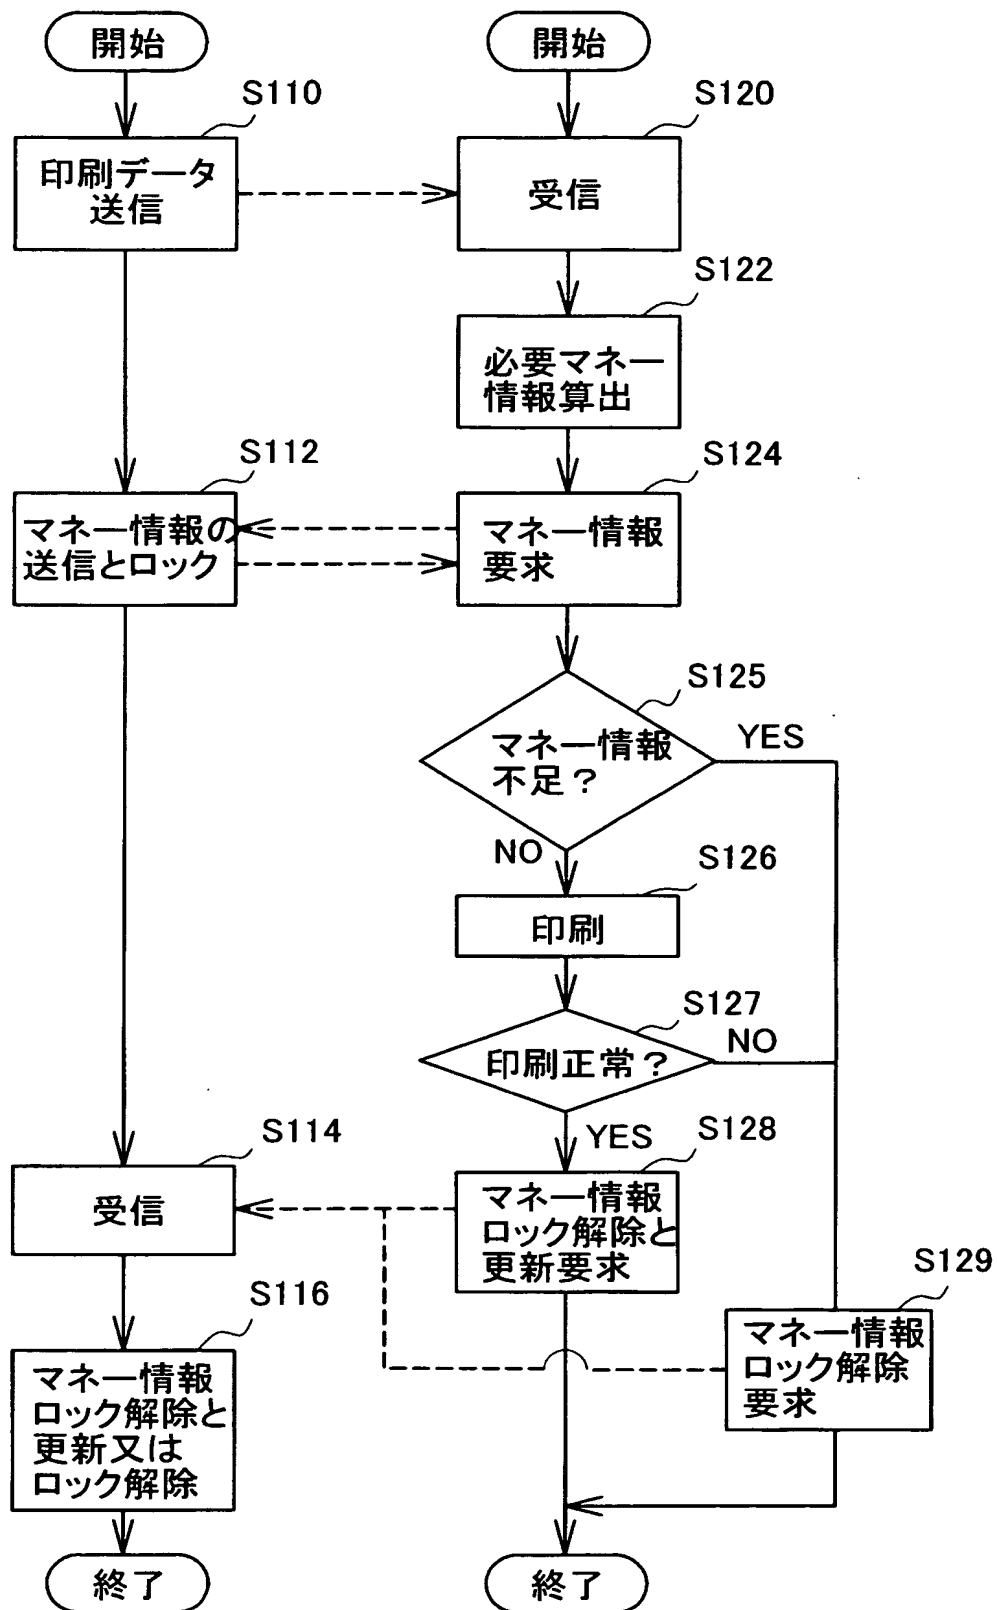 開始
開始
S110
S120
印刷データ
送信
受信
S122
必要マネー
情報算出
S112
S124
マネー情報の
送信とロック
マネー情報
要求
S125
マネー情報
不足？
YES
NO
S126
印刷
S127
印刷正常？
NO
S114
YES
S128
受信
マネー情報
ロック解除と
更新要求
S116
S129
マネー情報
ロック解除と
更新又は
ロック解除
マネー情報
ロック解除
要求
終了
終了